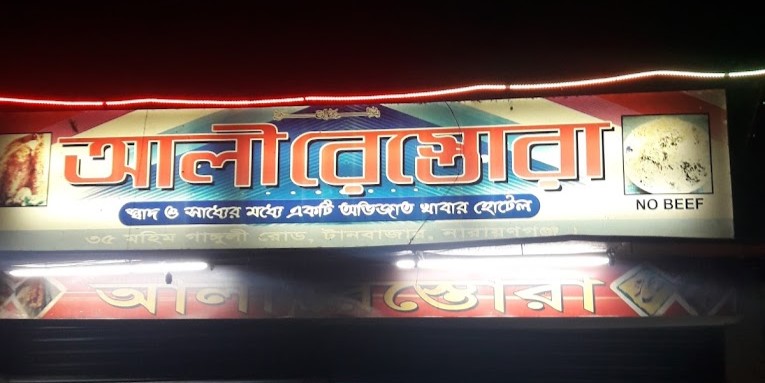 আলী রেস্তোরা
NO BEEF
স্বাদ ও সাধ্যের মধ্যে একটি অভিজাত খাবার হোটেল
৩৫ মহিম গাঙ্গুলী রোড, টানবাজার, নারায়ণগঞ্জ।
আলী রেস্তোরা